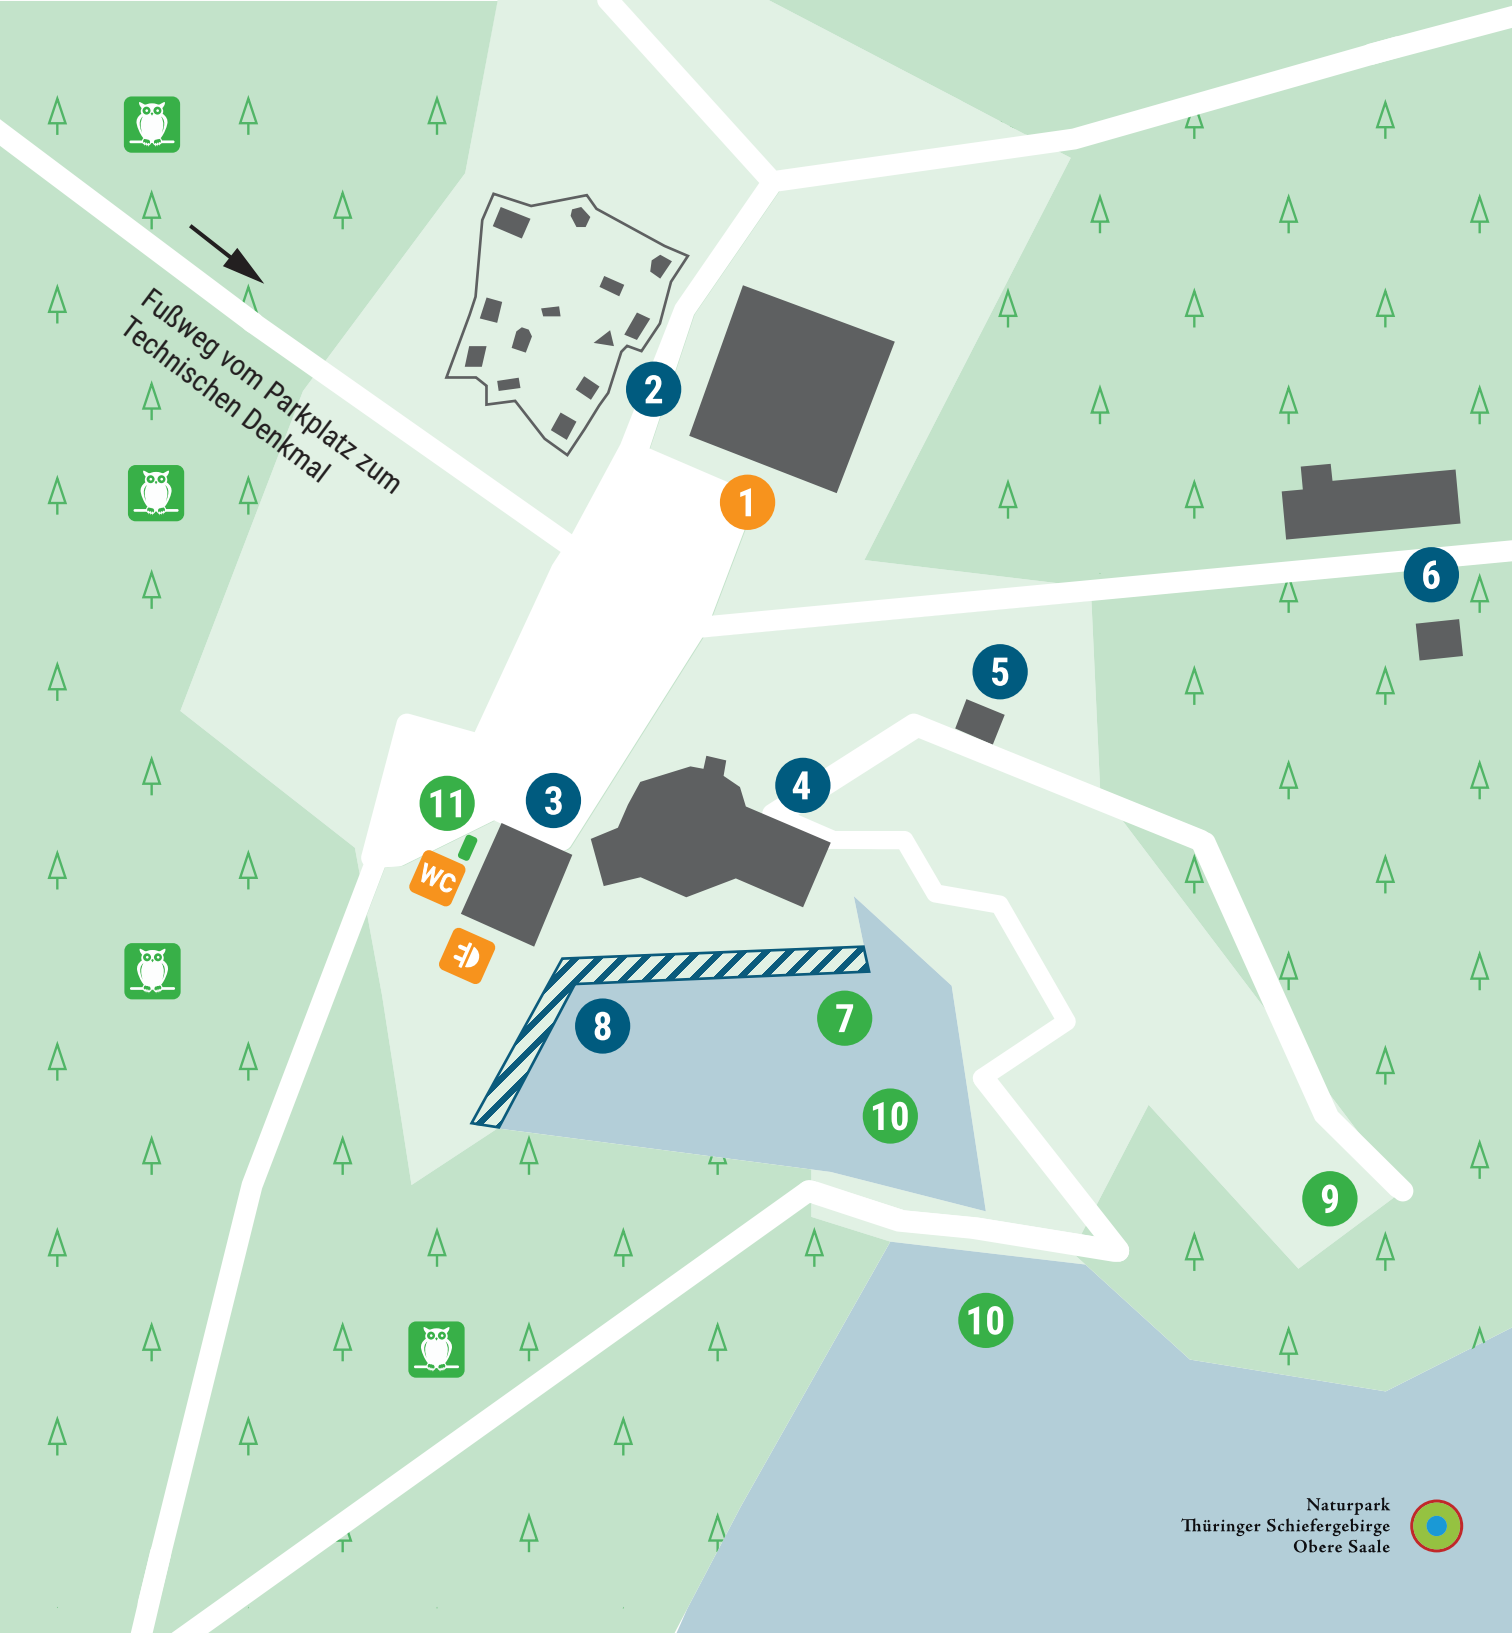 Fußweg vom Parkplatz zum
Technischen Denkmal
2
1
6
5
4
11
3
WC
8
7
10
9
10
Naturpark
Thüringer Schiefergebirge
Obere Saale